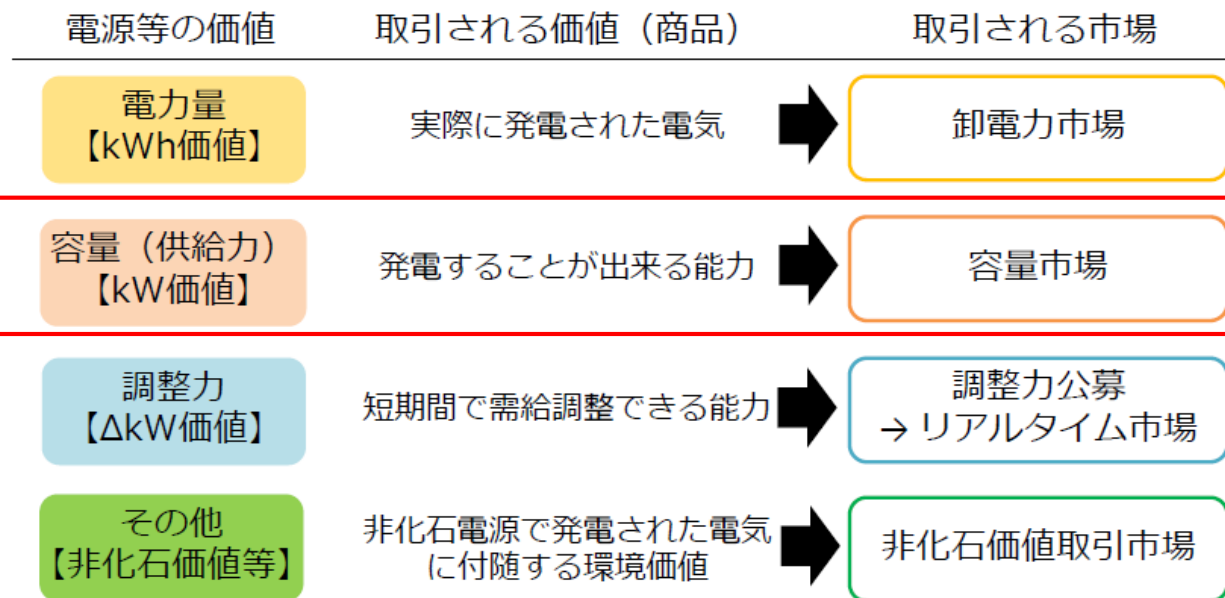 電源等の価値
取引される価値（商品）
取引される市場
電力量
【kWh価値】
実際に発電された電気
卸電力市場
容量（供給力）
【kW価値】
発電することが出来る能力
容量市場
調整力
【ΔkW価値】
短期間で需給調整できる能力
調整力公募
→ リアルタイム市場
その他
【非化石価値等】
非化石電源で発電された電気
に付随する環境価値
非化石価値取引市場